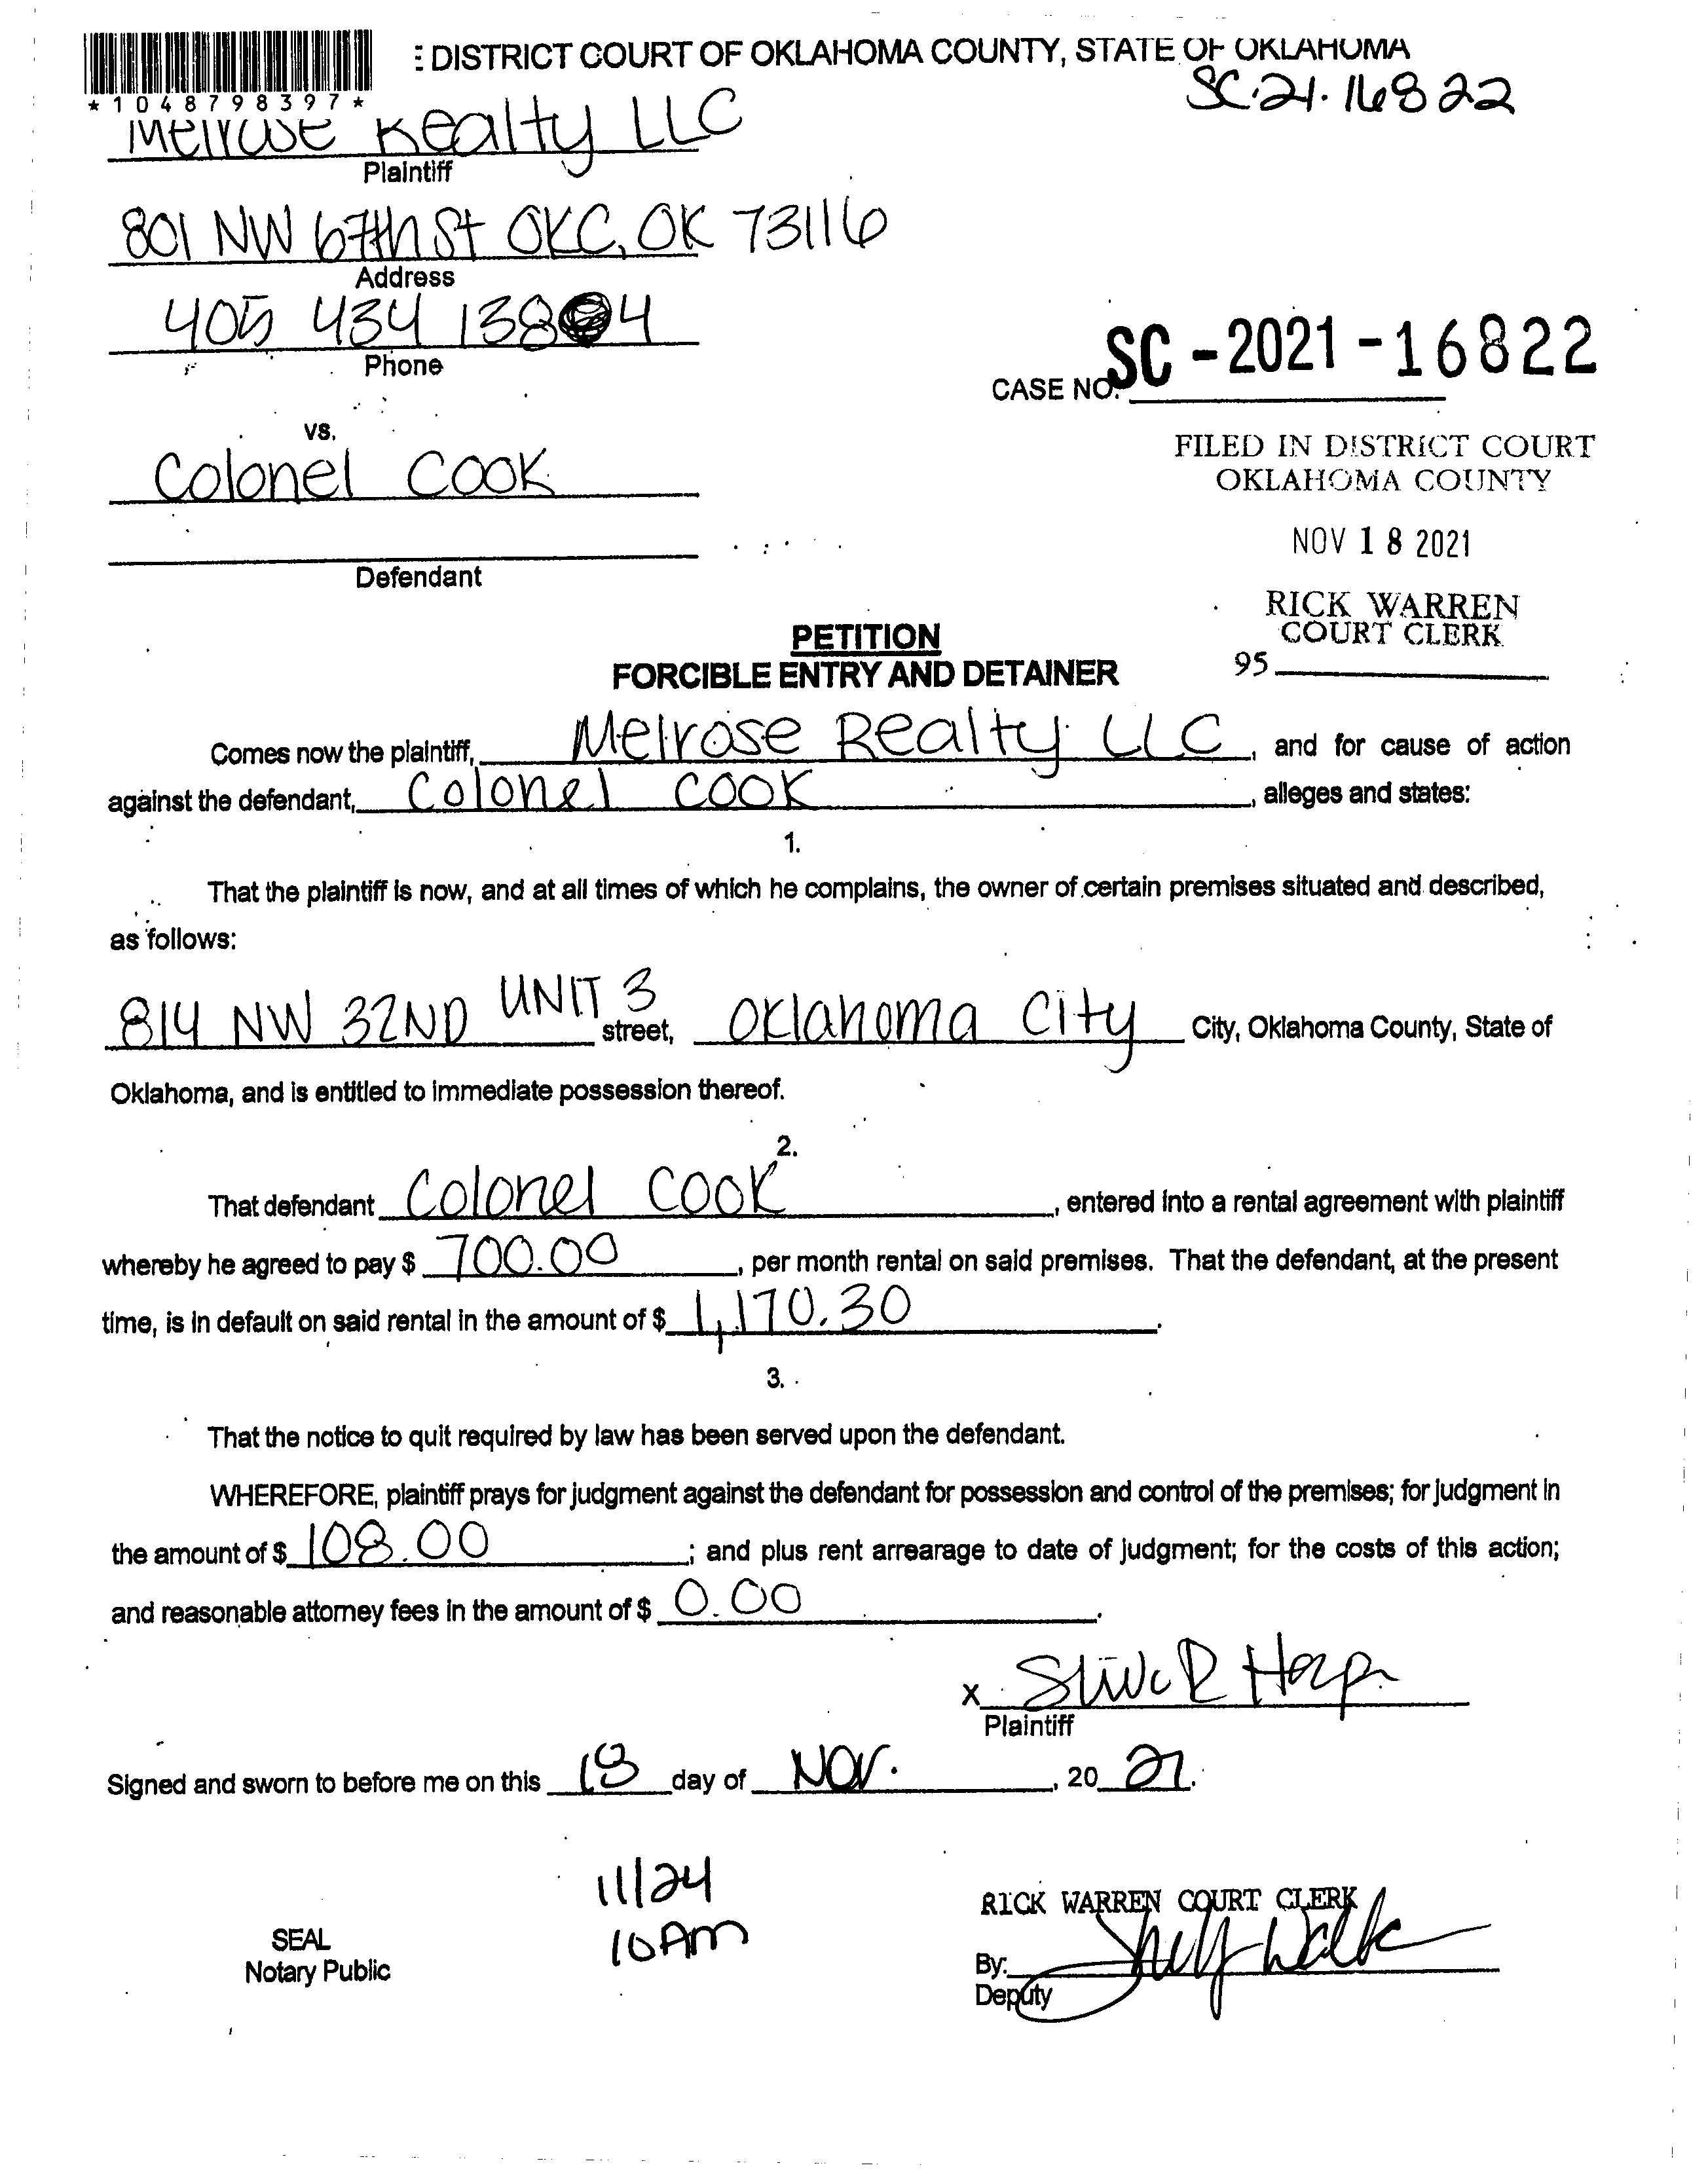 : DISTRICT COURT OF OKLAHOMA COUNTY, STATE OF OKLAHOMA
SC.21.16822
*1048798397*
Melrose Realty LLC
Plaintiff
801 NW 67th St OKC, OK 73116
Address
405 434 1384
Phone
CASE NO. SC-2021-16822
vs.
Colonel Cook
Defendant
FILED IN DISTRICT COURT
OKLAHOMA COUNTY
NOV 18 2021
RICK WARREN
COURT CLERK
95
PETITION
FORCIBLE ENTRY AND DETAINER
Comes now the plaintiff, Melrose Realty LLC, and for cause of action
against the defendant, Colonel Cook, alleges and states:
1.
That the plaintiff is now, and at all times of which he complains, the owner of certain premises situated and described,
as follows:
814 NW 32ND UNIT 3 street, Oklahoma City City, Oklahoma County, State of
Oklahoma, and is entitled to immediate possession thereof.
2.
That defendant Colonel Cook, entered into a rental agreement with plaintiff
whereby he agreed to pay $ 700.00, per month rental on said premises. That the defendant, at the present
time, is in default on said rental in the amount of $ 1,170.30.
3.
That the notice to quit required by law has been served upon the defendant.
WHEREFORE, plaintiff prays for judgment against the defendant for possession and control of the premises; for judgment in
the amount of $ 108.00; and plus rent arrearage to date of judgment; for the costs of this action;
and reasonable attorney fees in the amount of $ 0.00.
X
Plaintiff
Signed and sworn to before me on this 18 day of Nov., 20 21.
11/24
10 AM
SEAL
Notary Public
RICK WARREN COURT CLERK
By:
Deputy